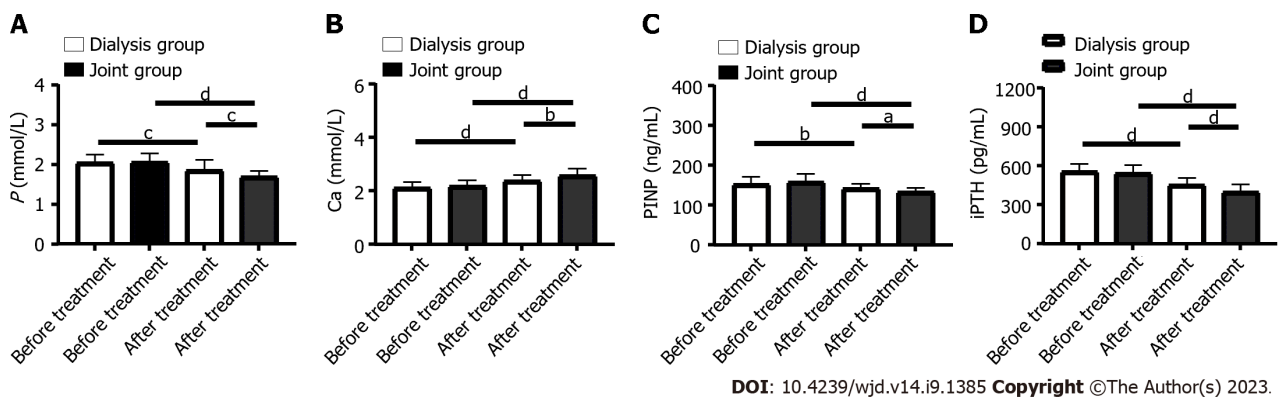 A
Dialysis group
Joint group
P (mmol/L)
4
3
2
1
0
c
d
c
Before treatment
Before treatment
After treatment
After treatment
B
Dialysis group
Joint group
Ca (mmol/L)
6
4
2
0
d
d
b
Before treatment
Before treatment
After treatment
After treatment
C
Dialysis group
Joint group
PINP (ng/mL)
400
300
200
100
0
b
d
a
Before treatment
Before treatment
After treatment
After treatment
D
Dialysis group
Joint group
iPTH (pg/mL)
1200
900
600
300
0
d
d
d
Before treatment
Before treatment
After treatment
After treatment
DOI: 10.4239/wjd.v14.i9.1385 Copyright ©The Author(s) 2023.